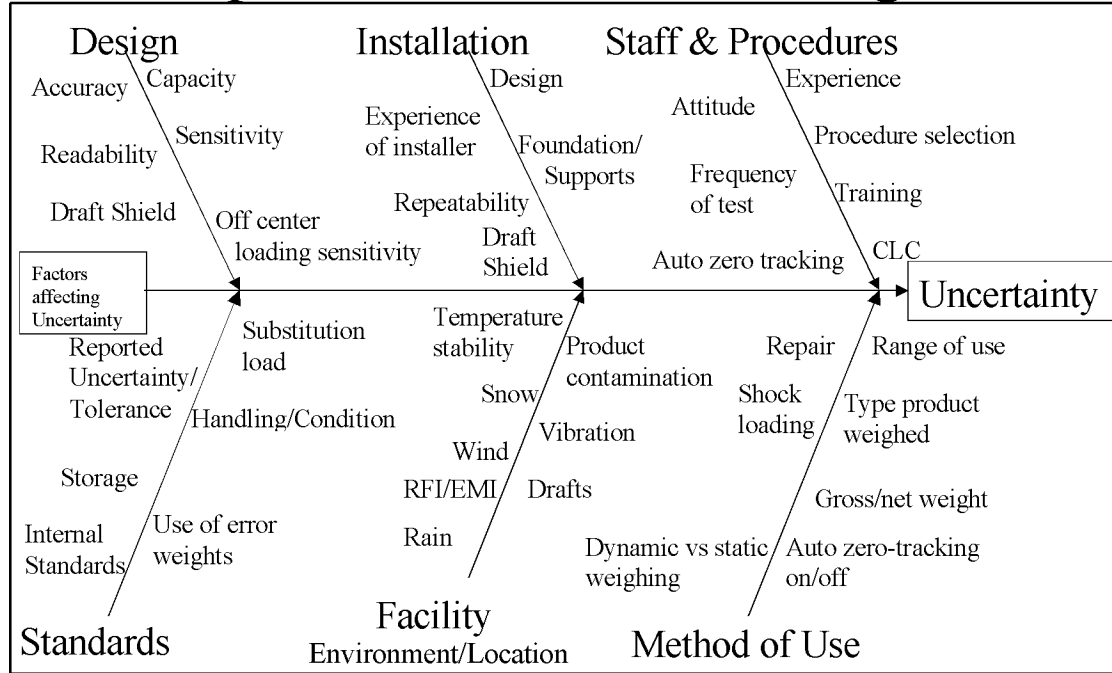 Design
Installation
Staff & Procedures
Accuracy
Capacity
Sensitivity
Readability
Draft Shield
Off center
loading sensitivity
Design
Experience
of installer
Foundation/
Supports
Repeatability
Draft
Shield
Experience
Attitude
Procedure selection
Frequency
of test
Training
Auto zero tracking
CLC
Factors
affecting
Uncertainty
Uncertainty
Substitution
load
Reported
Uncertainty/
Tolerance
Handling/Condition
Storage
Internal
Standards
Use of error
weights
Temperature
stability
Product
contamination
Snow
Vibration
Wind
RFI/EMI
Drafts
Rain
Repair
Range of use
Shock
loading
Type product
weighed
Gross/net weight
Dynamic vs static
weighing
Auto zero-tracking
on/off
Standards
Facility
Environment/Location
Method of Use